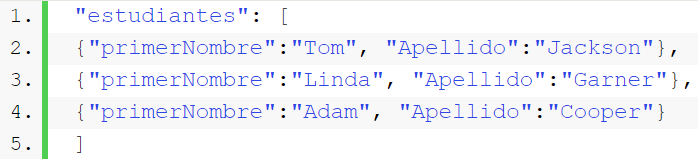 1. "estudiantes": [
2. {"primerNombre":"Tom", "Apellido":"Jackson"},
3. {"primerNombre":"Linda", "Apellido":"Garner"},
4. {"primerNombre":"Adam", "Apellido":"Cooper"}
5. ]